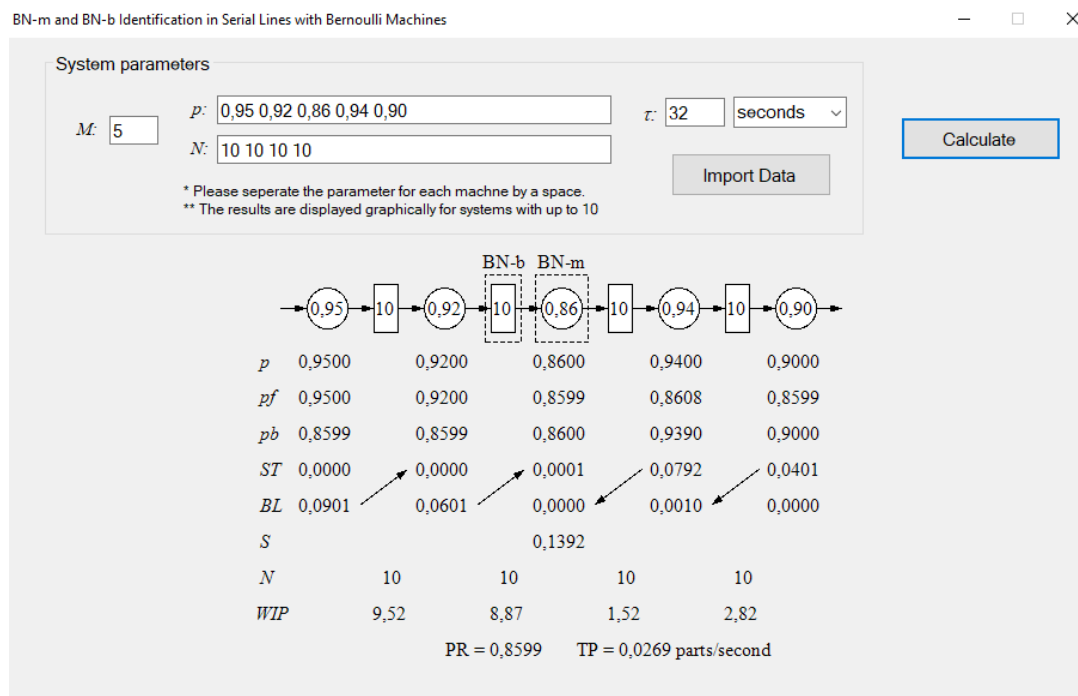 BN-m and BN-b Identification in Serial Lines with Bernoulli Machines
System parameters
M: 5
p: 0,95 0,92 0,86 0,94 0,90
τ: 32 seconds
N: 10 10 10 10
Calculate
Import Data
* Please seperate the parameter for each machne by a space.
** The results are displayed graphically for systems with up to 10
BN-b BN-m
0,95 10 0,92 10 0,86 10 0,94 10 0,90
p 0,9500 0,9200 0,8600 0,9400 0,9000
pf 0,9500 0,9200 0,8599 0,8608 0,8599
pb 0,8599 0,8599 0,8600 0,9390 0,9000
ST 0,0000 0,0000 0,0001 0,0792 0,0401
BL 0,0901 0,0601 0,0000 0,0010 0,0000
S 0,1392
N 10 10 10 10
WIP 9,52 8,87 1,52 2,82
PR = 0,8599 TP = 0,0269 parts/second